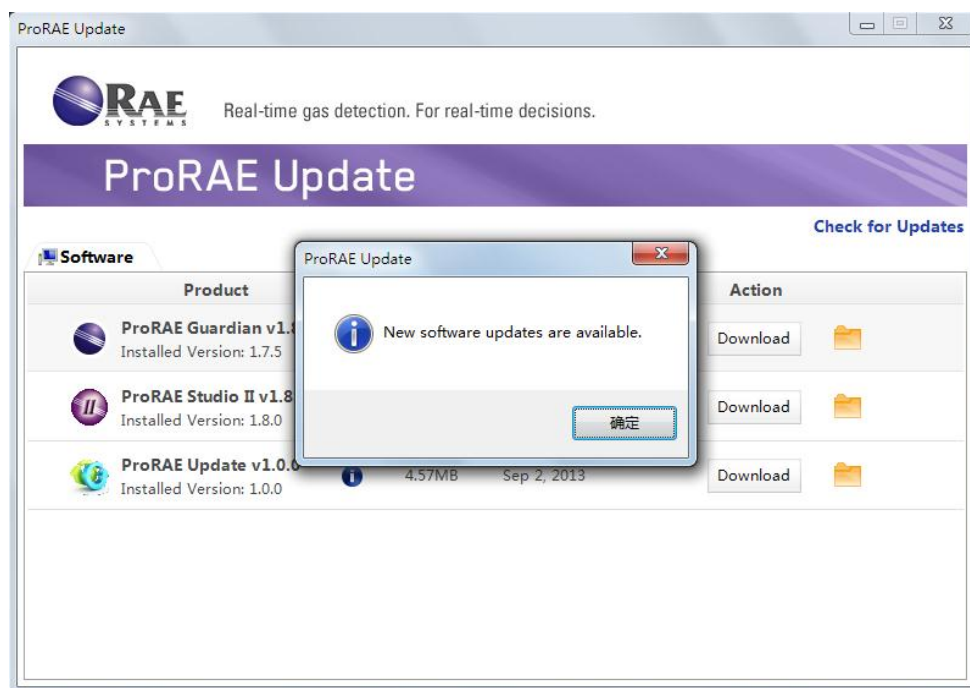 ProRAE Update
RAE
SYSTEMS
Real-time gas detection. For real-time decisions.
ProRAE Update
Check for Updates
Software
Product
Action
ProRAE Guardian v1.8
Installed Version: 1.7.5
Download
ProRAE Studio II v1.8
Installed Version: 1.8.0
Download
ProRAE Update v1.0.0
Installed Version: 1.0.0
4.57MB
Sep 2, 2013
Download
ProRAE Update
New software updates are available.
确定